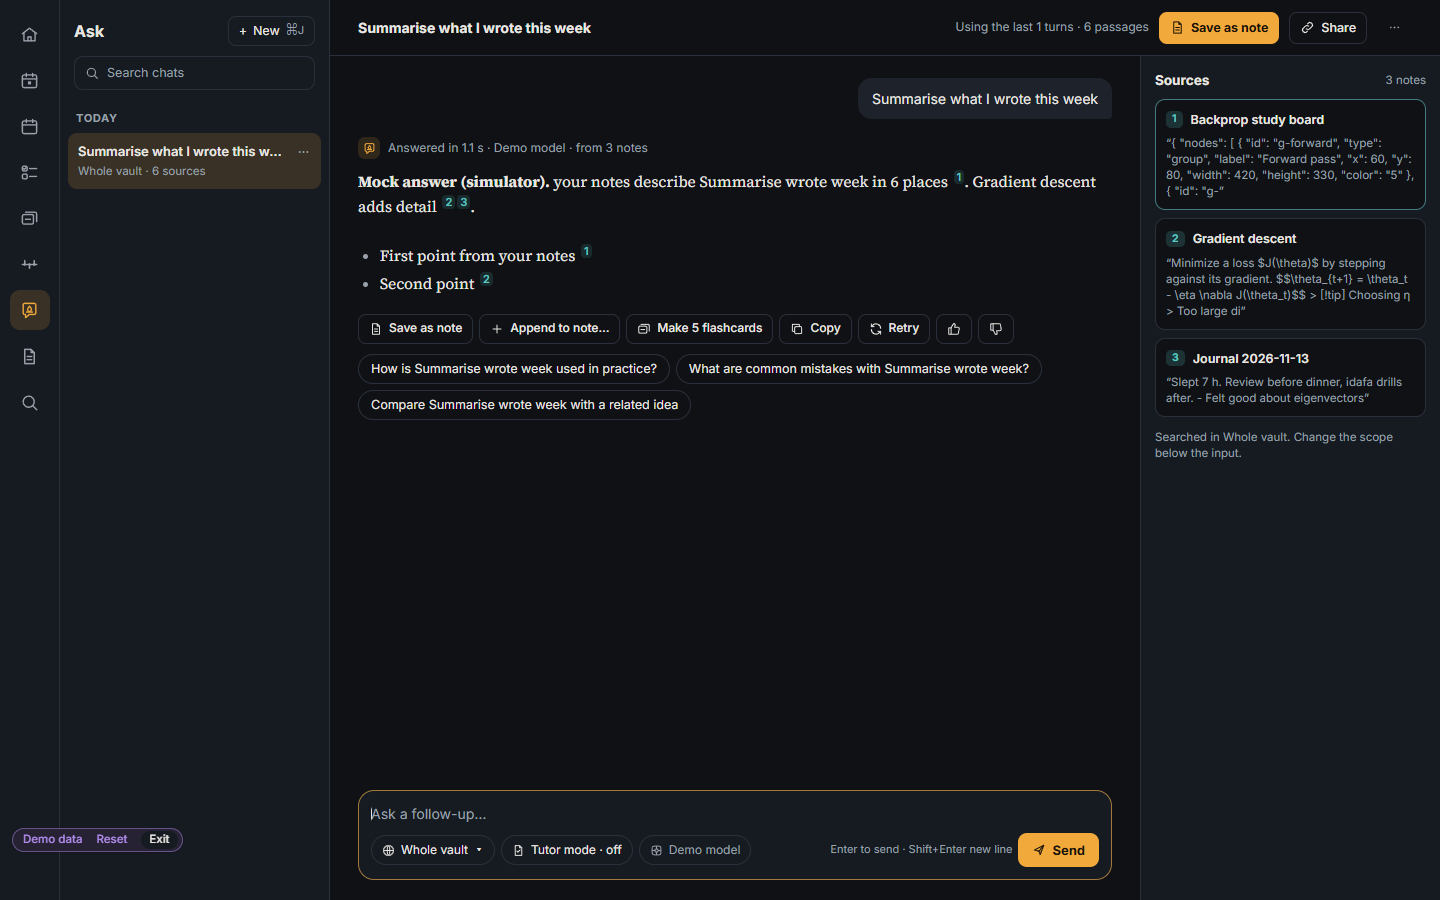 Ask
+ New ⌘J
Search chats
TODAY
Summarise what I wrote this w... ···
Whole vault · 6 sources
Demo data Reset Exit
Summarise what I wrote this week
Using the last 1 turns · 6 passages
Save as note
Share
···
Summarise what I wrote this week
Answered in 1.1 s · Demo model · from 3 notes
Mock answer (simulator). your notes describe Summarise wrote week in 6 places 1. Gradient descent
adds detail 2 3.
• First point from your notes 1
• Second point 2
Save as note
Append to note...
Make 5 flashcards
Copy
Retry
How is Summarise wrote week used in practice?
What are common mistakes with Summarise wrote week?
Compare Summarise wrote week with a related idea
Ask a follow-up...
Whole vault
Tutor mode · off
Demo model
Enter to send · Shift+Enter new line
Send
Sources
3 notes
1 Backprop study board
“{ "nodes": [ { "id": "g-forward", "type":
"group", "label": "Forward pass", "x": 60, "y":
80, "width": 420, "height": 330, "color": "5" },
{ "id": "g-”
2 Gradient descent
“Minimize a loss $J(\theta)$ by stepping
against its gradient. $$\theta_{t+1} = \theta_t
- \eta \nabla J(\theta_t)$$ > [!tip] Choosing η
> Too large di”
3 Journal 2026-11-13
“Slept 7 h. Review before dinner, idafa drills
after. - Felt good about eigenvectors”
Searched in Whole vault. Change the scope
below the input.